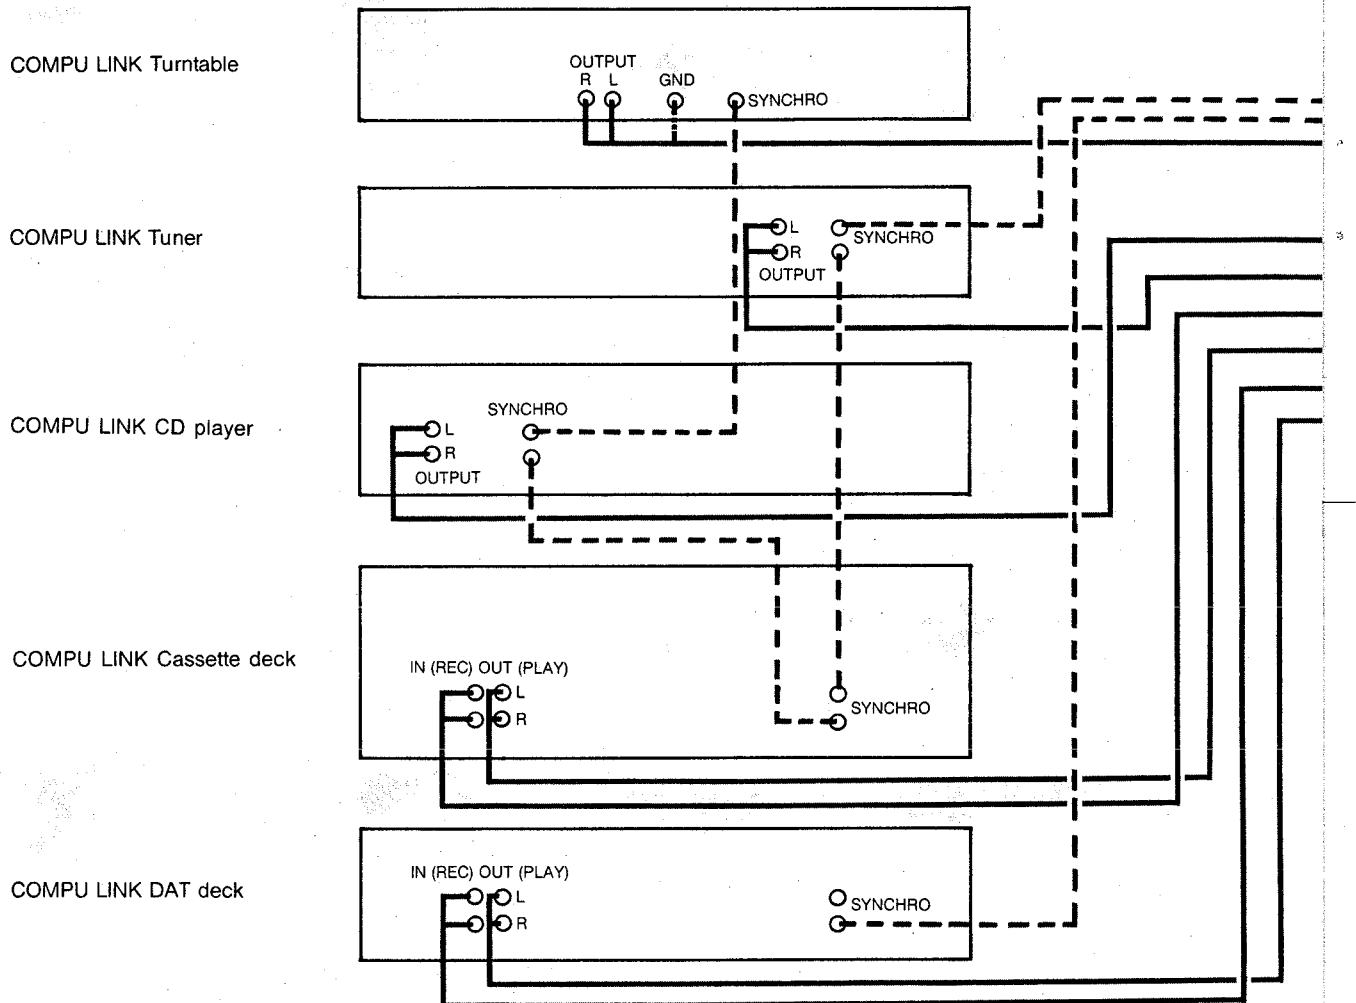 COMPU LINK Turntable
OUTPUT
R L
GND
SYNCHRO
COMPU LINK Tuner
L
R
OUTPUT
SYNCHRO
COMPU LINK CD player
SYNCHRO
L
R
OUTPUT
COMPU LINK Cassette deck
IN (REC) OUT (PLAY)
L
R
SYNCHRO
COMPU LINK DAT deck
IN (REC) OUT (PLAY)
L
R
SYNCHRO